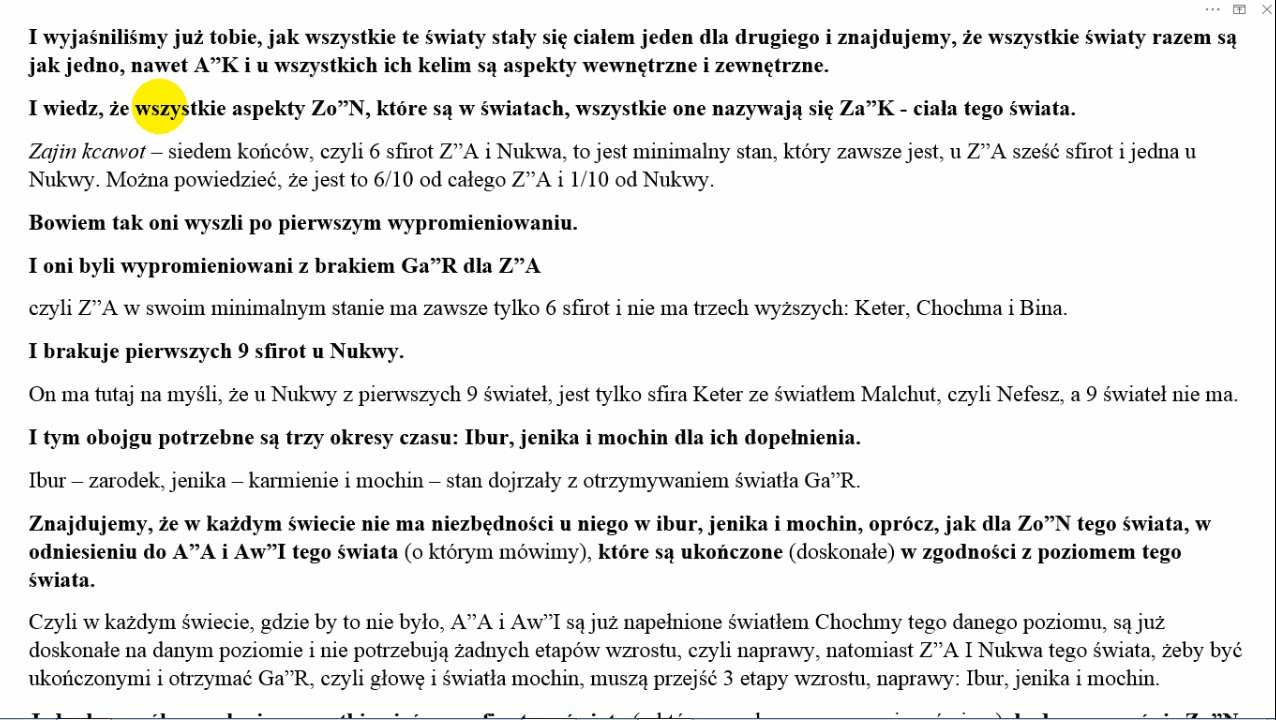 I wyjaśniliśmy już tobie, jak wszystkie te światy stały się ciałem jeden dla drugiego i znajdujemy, że wszystkie światy razem są
jak jedno, nawet A”K i u wszystkich ich kelim są aspekty wewnętrzne i zewnętrzne.
I wiedz, że wszystkie aspekty Zo”N, które są w światach, wszystkie one nazywają się Za”K - ciała tego świata.
Zajin kcawot – siedem końców, czyli 6 sfirot Z”A i Nukwa, to jest minimalny stan, który zawsze jest, u Z”A sześć sfirot i jedna u
Nukwy. Można powiedzieć, że jest to 6/10 od całego Z”A i 1/10 od Nukwy.
Bowiem tak oni wyszli po pierwszym wypromieniowaniu.
I oni byli wypromieniowani z brakiem Ga”R dla Z”A
czyli Z”A w swoim minimalnym stanie ma zawsze tylko 6 sfirot i nie ma trzech wyższych: Keter, Chochma i Bina.
I brakuje pierwszych 9 sfirot u Nukwy.
On ma tutaj na myśli, że u Nukwy z pierwszych 9 świateł, jest tylko sfira Keter ze światłem Malchut, czyli Nefesz, a 9 świateł nie ma.
I tym obojgu potrzebne są trzy okresy czasu: Ibur, jenika i mochin dla ich dopełnienia.
Ibur – zarodek, jenika – karmienie i mochin – stan dojrzały z otrzymywaniem światła Ga”R.
Znajdujemy, że w każdym świecie nie ma niezbędności u niego w ibur, jenika i mochin, oprócz, jak dla Zo”N tego świata, w
odniesieniu do A”A i Aw”I tego świata (o którym mówimy), które są ukończone (doskonałe) w zgodności z poziomem tego
świata.
Czyli w każdym świecie, gdzie by to nie było, A”A i Aw”I są już napełnione światłem Chochmy tego danego poziomu, są już
doskonałe na danym poziomie i nie potrzebują żadnych etapów wzrostu, czyli naprawy, natomiast Z”A I Nukwa tego świata, żeby być
ukończonymi i otrzymać Ga”R, czyli głowę i światła mochin, muszą przejść 3 etapy wzrostu, naprawy: Ibur, jenika i mochin.